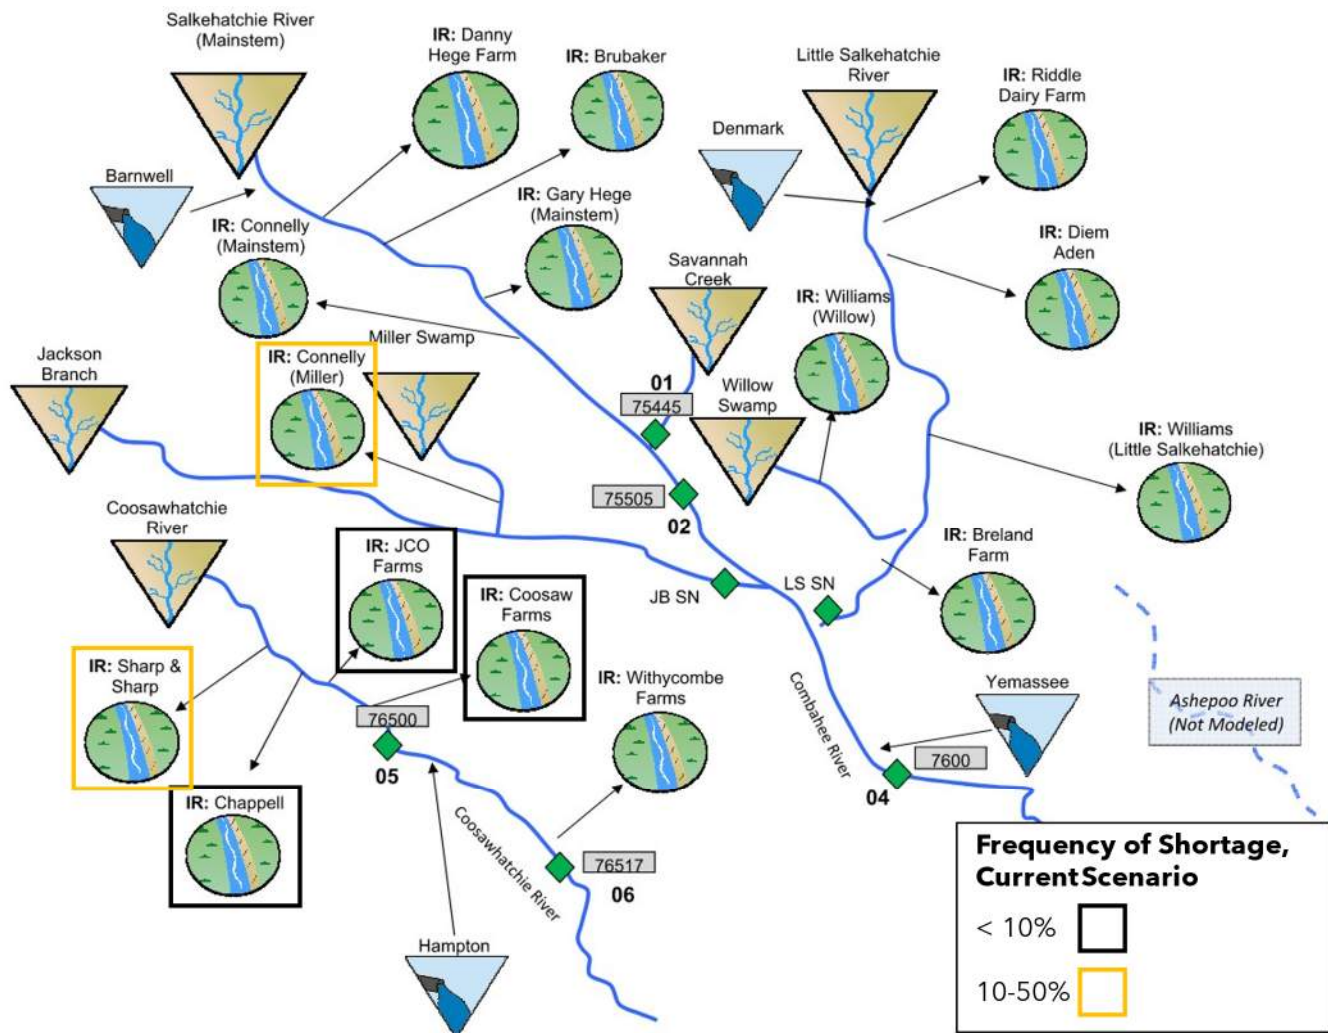 Salkehatchie River
(Mainstem)
IR: Danny
Hege Farm
IR: Brubaker
Little Salkehatchie
River
IR: Riddle
Dairy Farm
Denmark
Barnwell
IR: Gary Hege
(Mainstem)
IR: Connelly
(Mainstem)
IR: Diem
Aden
Savannah
Creek
IR: Williams
(Willow)
Miller Swamp
Jackson
Branch
IR: Connelly
(Miller)
01
75445
Willow
Swamp
IR: Williams
(Little Salkehatchie)
75505
02
Coosawhatchie
River
IR: JCO
Farms
IR: Breland
Farm
IR: Coosaw
Farms
JB SN
LS SN
IR: Sharp &
Sharp
IR: Withycombe
Farms
Yemassee
Ashepoo River
(Not Modeled)
Combahee River
76500
05
7600
04
IR: Chappell
Coosawhatchie River
76517
06
Hampton
Frequency of Shortage,
CurrentScenario
< 10%
10-50%